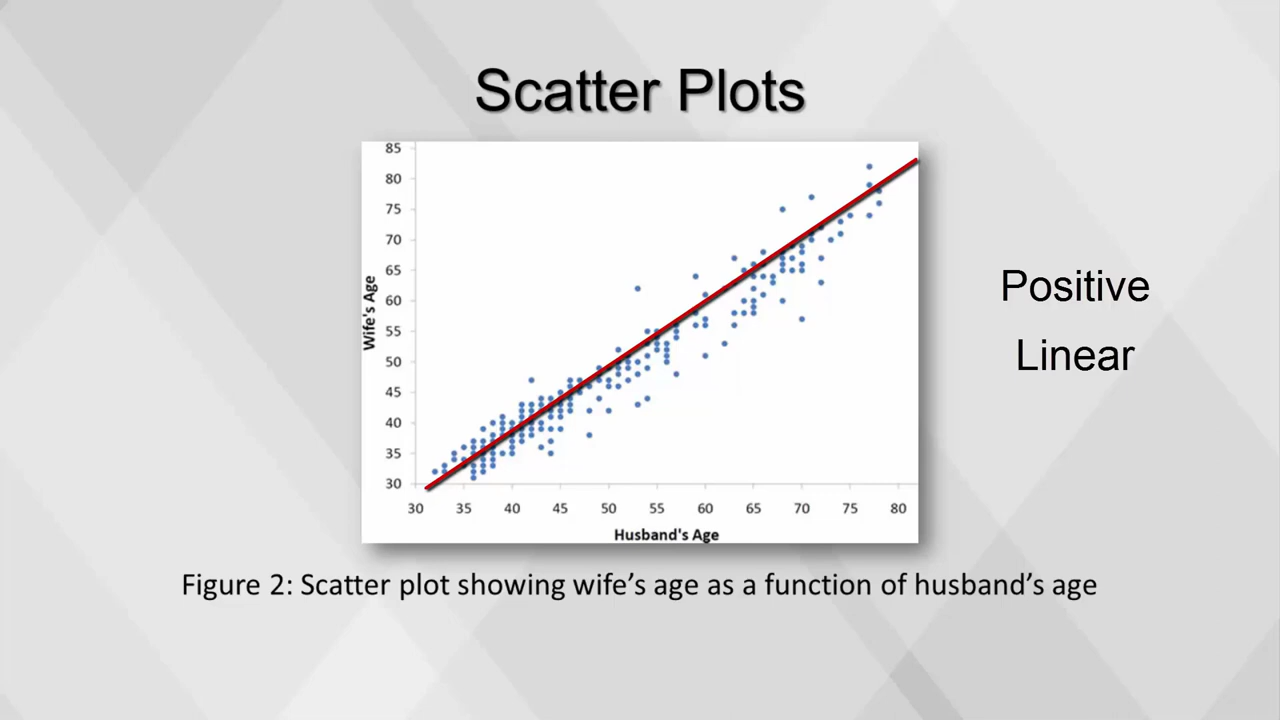 Scatter Plots
85
80
75
70
65
60
55
50
45
40
35
30
Wife's Age
30 35 40 45 50 55 60 65 70 75 80
Husband's Age
Positive
Linear
Figure 2: Scatter plot showing wife’s age as a function of husband’s age